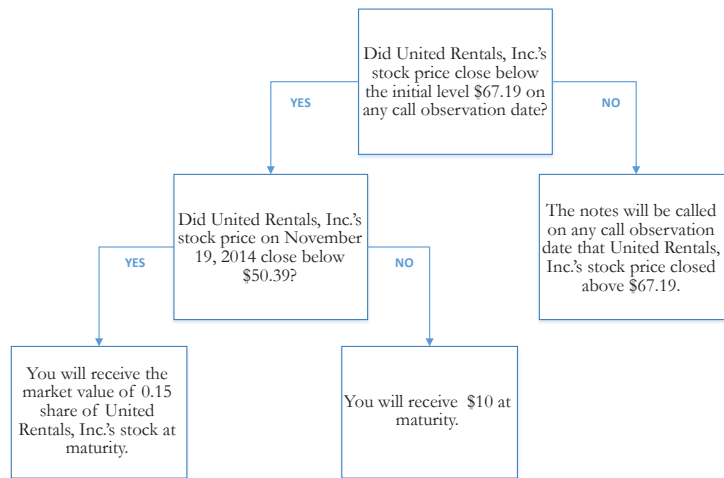 Did United Rentals, Inc.'s
stock price close below
the initial level $67.19 on
any call observation date?
YES
NO
Did United Rentals, Inc.'s
stock price on November
19, 2014 close below
$50.39?
The notes will be called
on any call observation
date that United Rentals,
Inc.'s stock price closed
above $67.19.
YES
NO
You will receive the
market value of 0.15
share of United
Rentals, Inc.'s stock at
maturity.
You will receive $10 at
maturity.